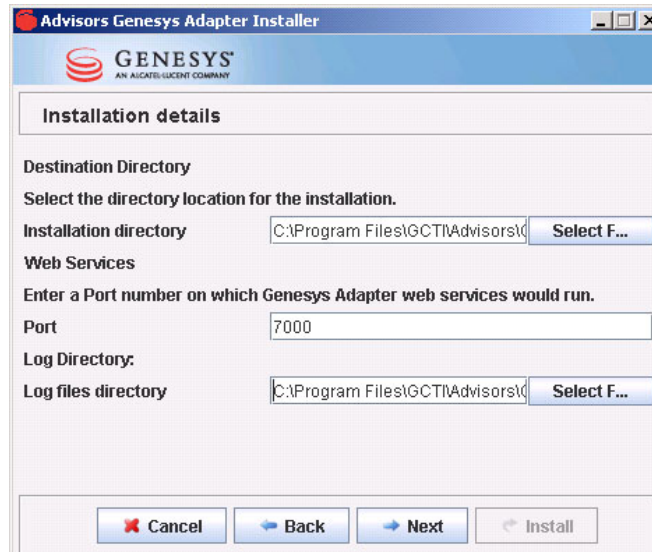 Advisors Genesys Adapter Installer
GENESYS
AN ALCATEL-LUCENT COMPANY
Installation details
Destination Directory
Select the directory location for the installation.
Installation directory C:\Program Files\GCTI\Advisors\ Select F...
Web Services
Enter a Port number on which Genesys Adapter web services would run.
Port 7000
Log Directory:
Log files directory C:\Program Files\GCTI\Advisors\ Select F...
Cancel Back Next Install